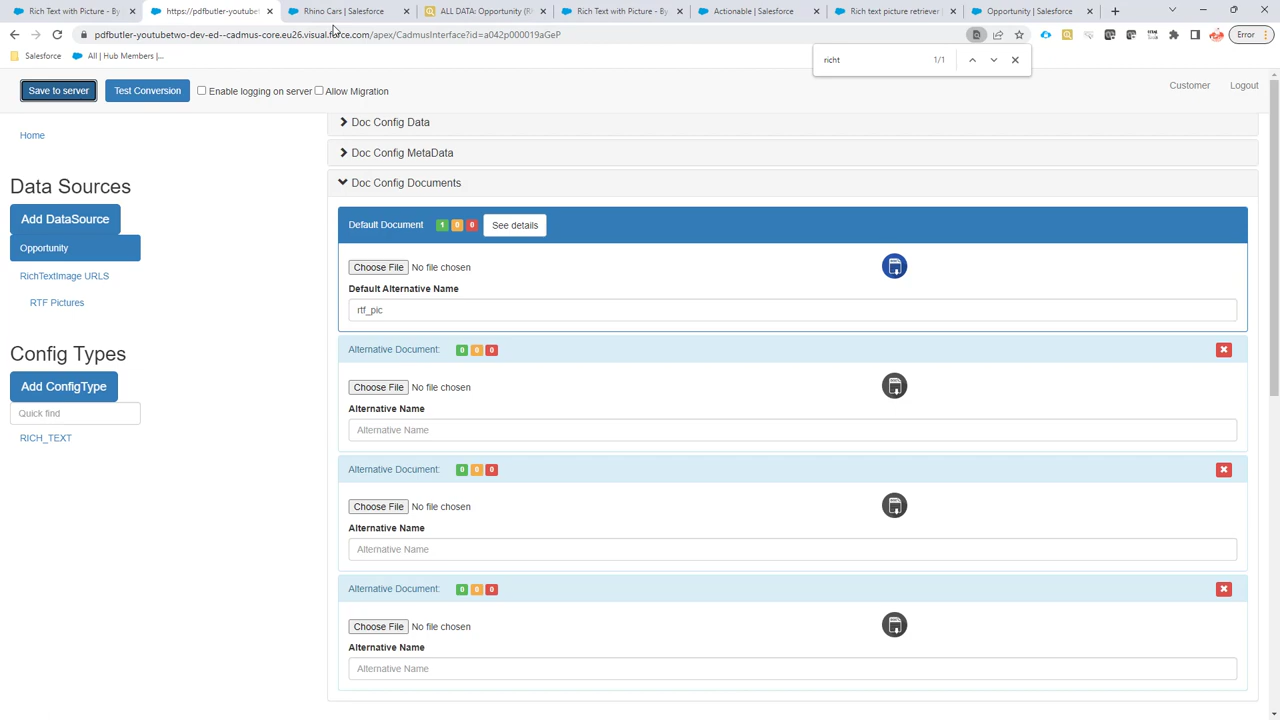 Rich Text with Picture - By
https://pdfbutler-youtubet
Rhino Cars | Salesforce
ALL DATA: Opportunity (R
Rich Text with Picture - By
Actionable | Salesforce
Rich text picture retriever |
Opportunity | Salesforce
pdfbutler-youtubetwo-dev-ed--cadmus-core.eu26.visual.force.com/apex/CadmusInterface?id=a042p000019aGeP
Error
Salesforce
All | Hub Members |...
richt
1/1
Save to server
Test Conversion
Enable logging on server
Allow Migration
Customer
Logout
Home
Data Sources
Add DataSource
Opportunity
RichTextImage URLS
RTF Pictures
Config Types
Add ConfigType
Quick find
RICH_TEXT
Doc Config Data
Doc Config MetaData
Doc Config Documents
Default Document 1 0 0 See details
Choose File No file chosen
Default Alternative Name
rtf_pic
Alternative Document: 0 0 0
Choose File No file chosen
Alternative Name
Alternative Name
Alternative Document: 0 0 0
Choose File No file chosen
Alternative Name
Alternative Name
Alternative Document: 0 0 0
Choose File No file chosen
Alternative Name
Alternative Name